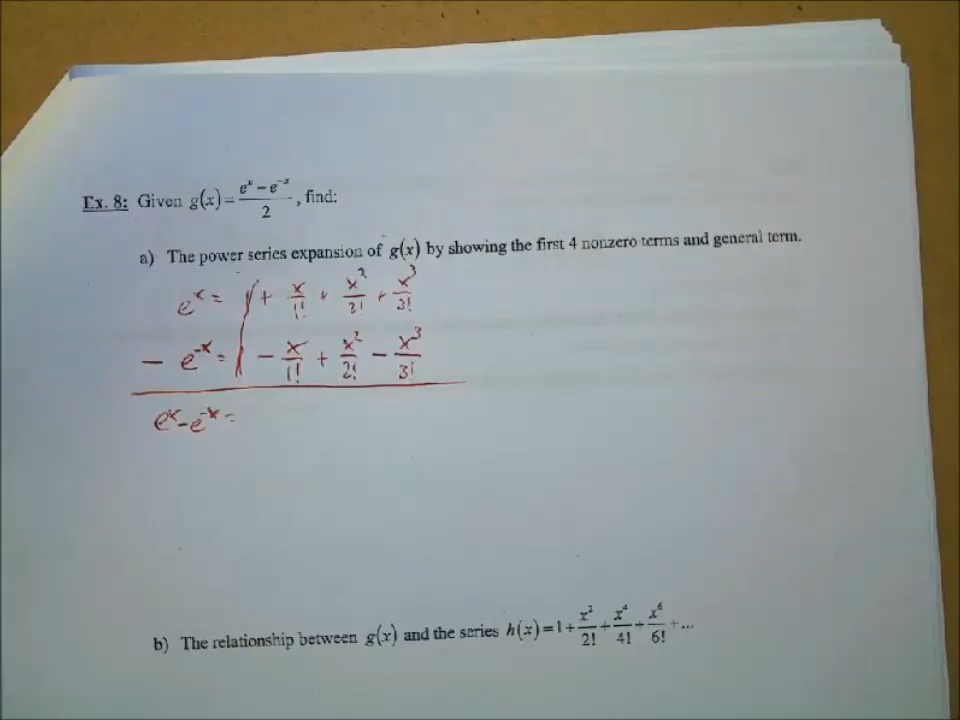 Ex. 8: Given g(x) = (e^x − e^−x)/2, find:
a) The power series expansion of g(x) by showing the first 4 nonzero terms and general term.
e^x = 1 + x/1! + x^2/2! + x^3/3!
− e^−x = 1 − x/1! + x^2/2! − x^3/3!
e^x − e^−x =
b) The relationship between g(x) and the series h(x) = 1 + x^2/2! + x^4/4! + x^6/6! + ...